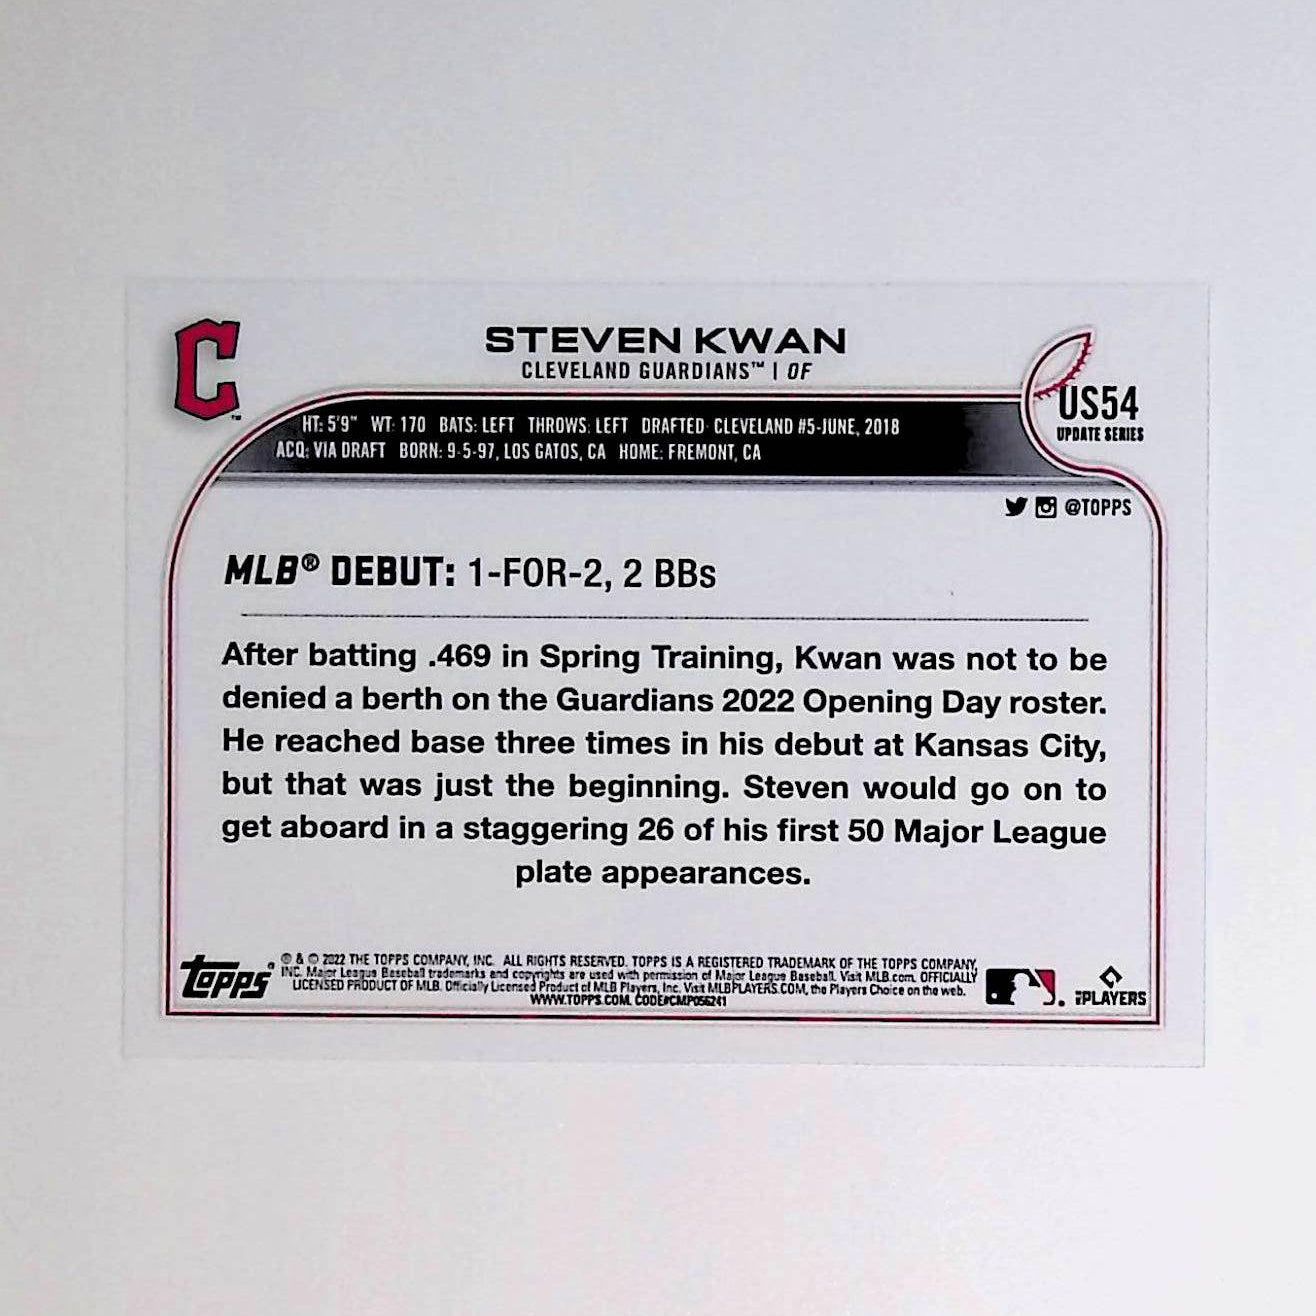 C
STEVEN KWAN
CLEVELAND GUARDIANS™ | OF
US54
UPDATE SERIES
HT: 5'9" WT: 170 BATS: LEFT THROWS: LEFT DRAFTED: CLEVELAND #5-JUNE, 2018
ACQ: VIA DRAFT BORN: 9-5-97, LOS GATOS, CA HOME: FREMONT, CA
@TOPPS
MLB® DEBUT: 1-FOR-2, 2 BBs
After batting .469 in Spring Training, Kwan was not to be
denied a berth on the Guardians 2022 Opening Day roster.
He reached base three times in his debut at Kansas City,
but that was just the beginning. Steven would go on to
get aboard in a staggering 26 of his first 50 Major League
plate appearances.
Topps®
® & © 2022 THE TOPPS COMPANY, INC. ALL RIGHTS RESERVED. TOPPS IS A REGISTERED TRADEMARK OF THE TOPPS COMPANY,
INC. Major League Baseball trademarks and copyrights are used with permission of Major League Baseball. Visit MLB.com. OFFICIALLY
LICENSED PRODUCT OF MLB. Officially Licensed Product of MLB Players, Inc. Visit MLBPLAYERS.COM, the Players Choice on the web.
WWW.TOPPS.COM. CODE#CMP056241
PLAYERS